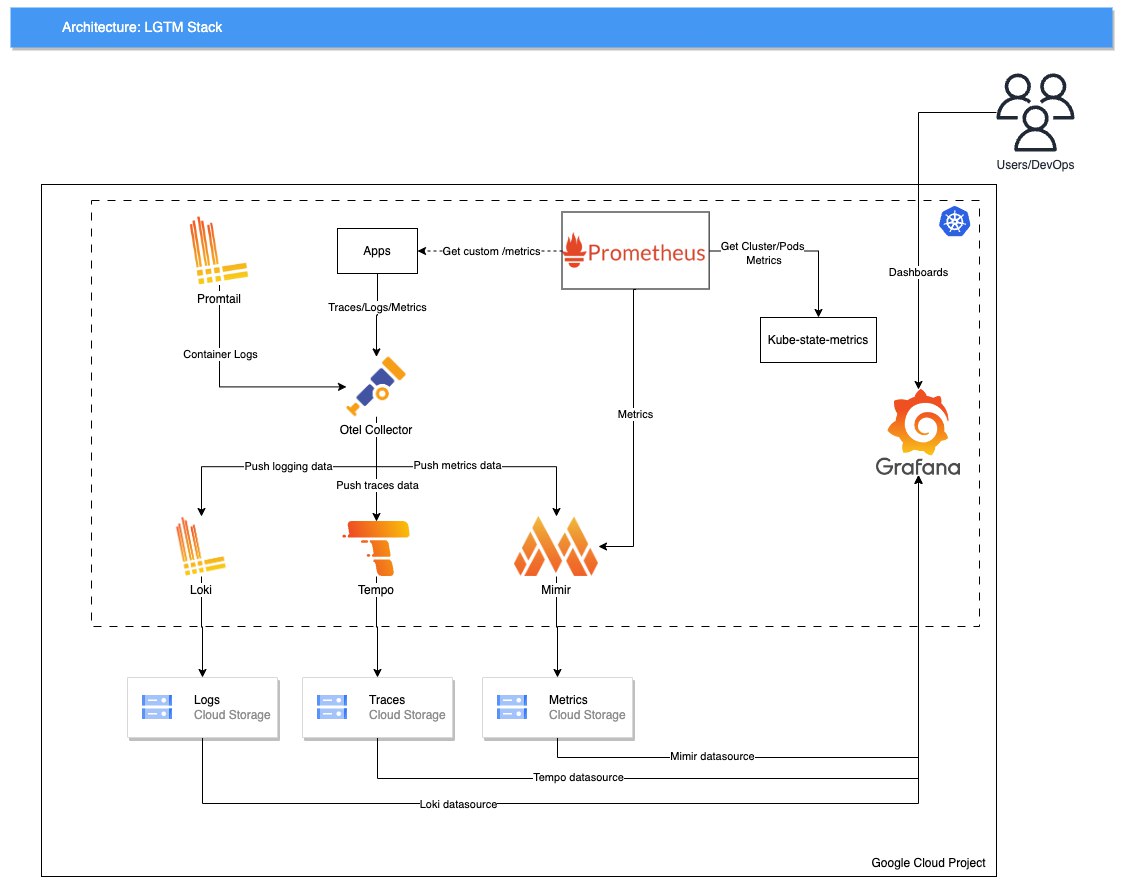 Architecture: LGTM Stack
Users/DevOps
Promtail
Apps
Get custom /metrics
Prometheus
Get Cluster/Pods
Metrics
Dashboards
Traces/Logs/Metrics
Kube-state-metrics
Container Logs
Otel Collector
Metrics
Grafana
Push logging data
Push metrics data
Push traces data
Loki
Tempo
Mimir
Logs
Cloud Storage
Traces
Cloud Storage
Metrics
Cloud Storage
Mimir datasource
Tempo datasource
Loki datasource
Google Cloud Project